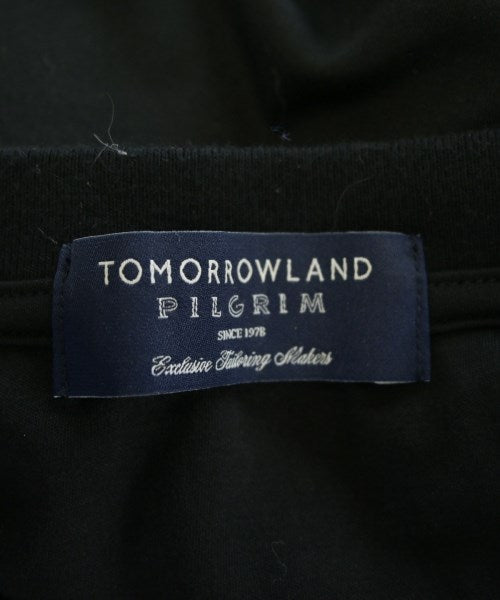 TOMORROWLAND
PILGRIM
SINCE 1978
Exclusive Tailoring Makers